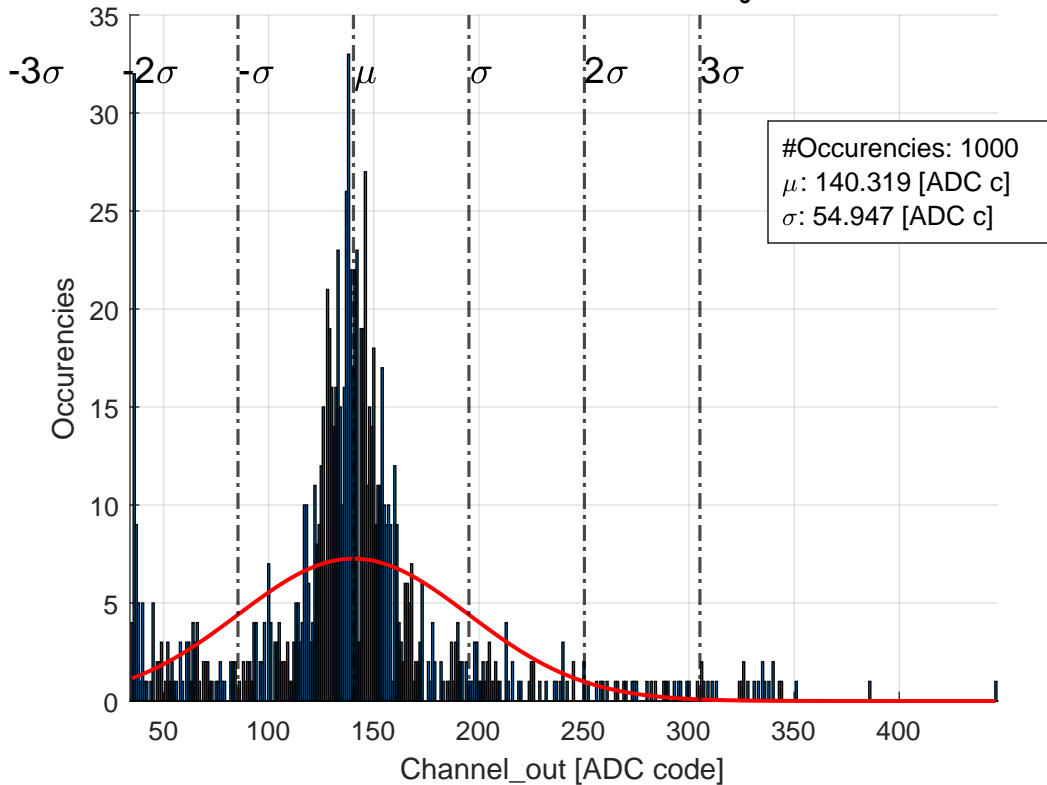 35
-3σ -2σ -σ μ σ 2σ 3σ
30
#Occurencies: 1000
μ: 140.319 [ADC c]
σ: 54.947 [ADC c]
25
20
Occurencies
15
10
5
0
50 100 150 200 250 300 350 400
Channel_out [ADC code]